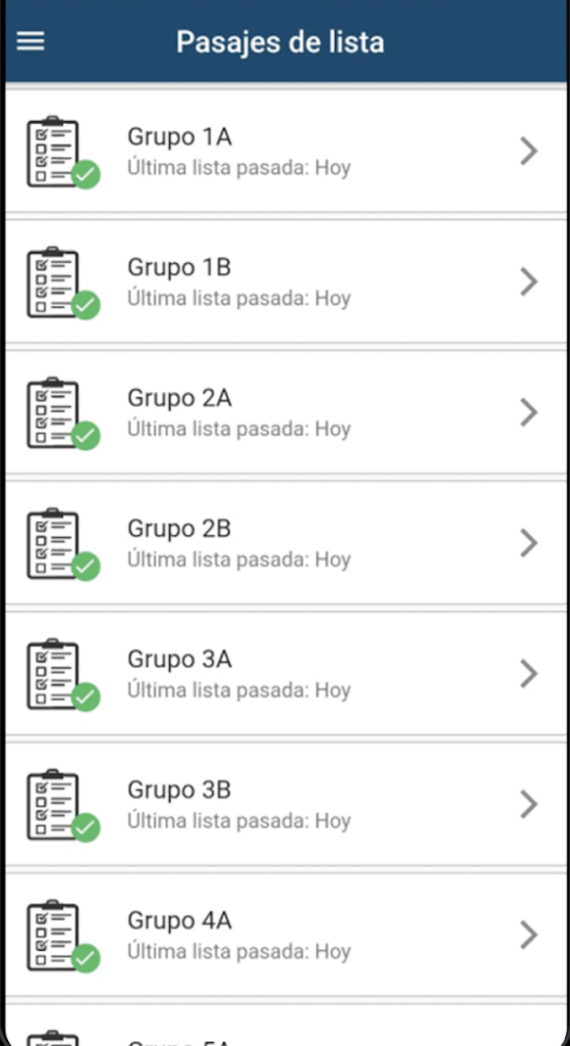 Pasajes de lista
Grupo 1A
Última lista pasada: Hoy
Grupo 1B
Última lista pasada: Hoy
Grupo 2A
Última lista pasada: Hoy
Grupo 2B
Última lista pasada: Hoy
Grupo 3A
Última lista pasada: Hoy
Grupo 3B
Última lista pasada: Hoy
Grupo 4A
Última lista pasada: Hoy